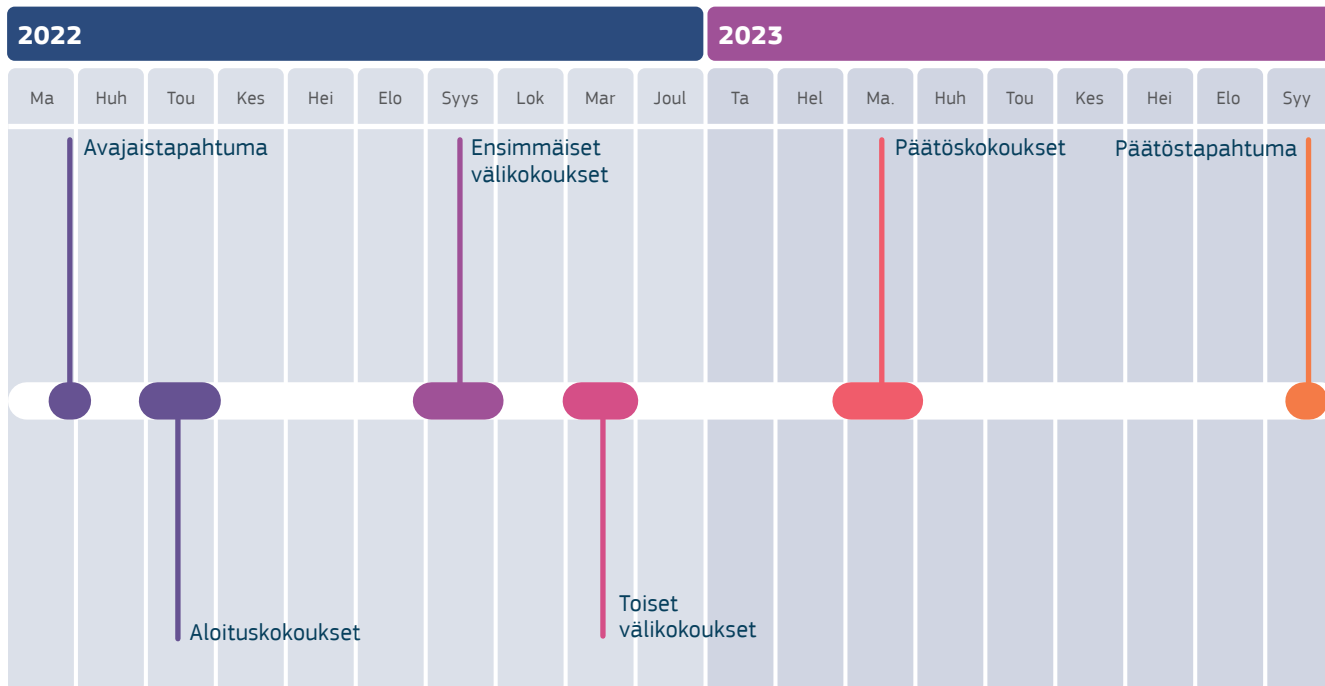 2022 2023
Ma Huh Tou Kes Hei Elo Syys Lok Mar Joul Ta Hel Ma. Huh Tou Kes Hei Elo Syy
Avajaistapahtuma
Ensimmäiset
välikokoukset
Päätöskokoukset
Päätöstapahtuma
Toiset
välikokoukset
Aloituskokoukset